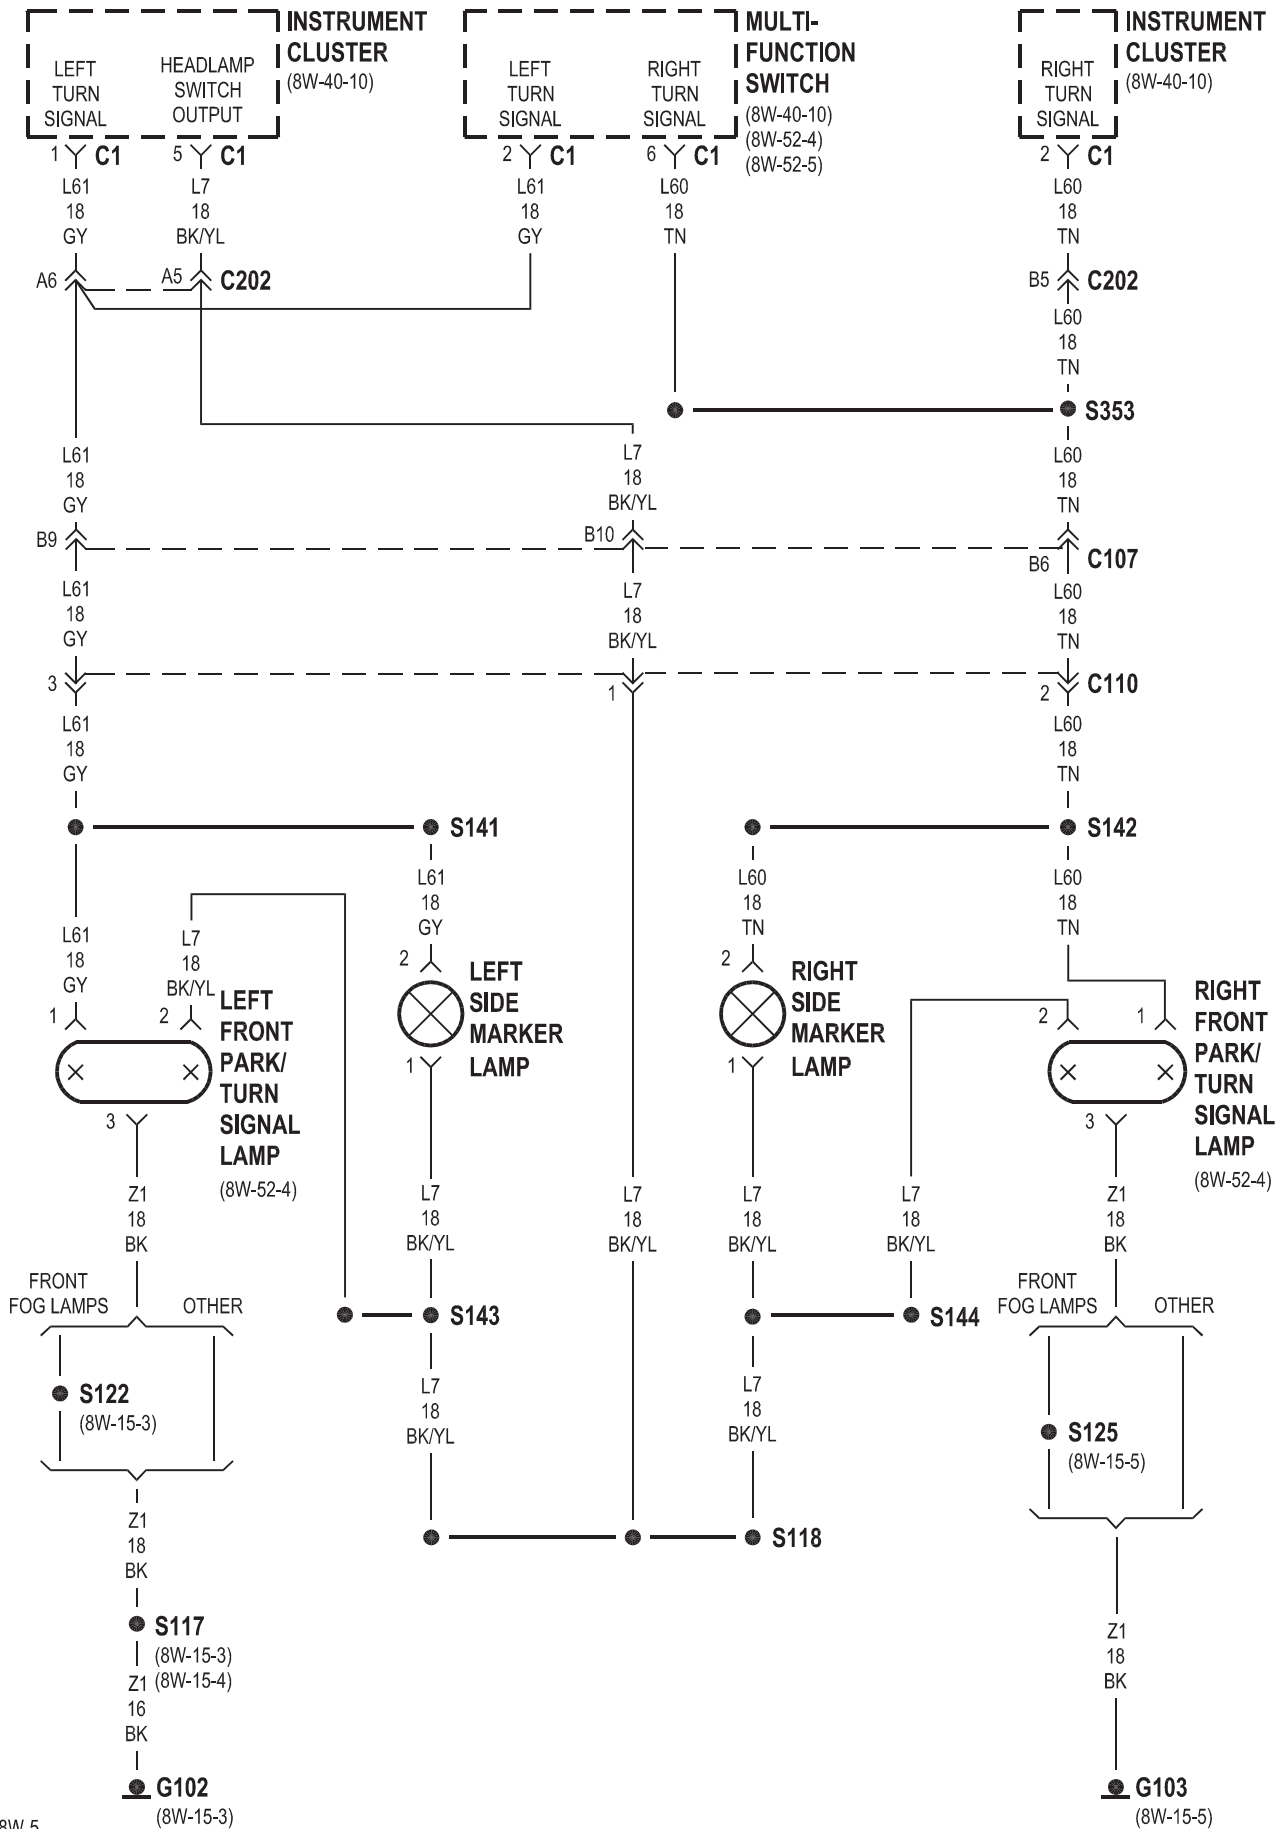 INSTRUMENT
CLUSTER
(8W-40-10)
LEFT
TURN
SIGNAL
HEADLAMP
SWITCH
OUTPUT
MULTI-
FUNCTION
SWITCH
(8W-40-10)
(8W-52-4)
(8W-52-5)
LEFT
TURN
SIGNAL
RIGHT
TURN
SIGNAL
INSTRUMENT
CLUSTER
(8W-40-10)
RIGHT
TURN
SIGNAL
1 C1
5 C1
2 C1
6 C1
2 C1
L61
18
GY
L7
18
BK/YL
L61
18
GY
L60
18
TN
L60
18
TN
A6
A5 C202
B5 C202
L60
18
TN
S353
L61
18
GY
L7
18
BK/YL
L60
18
TN
B9
B10
B6 C107
L61
18
GY
L7
18
BK/YL
L60
18
TN
3
1
2 C110
L61
18
GY
L60
18
TN
S141
S142
L61
18
GY
L7
18
BK/YL
L61
18
GY
L60
18
TN
L60
18
TN
1
2
LEFT
FRONT
PARK/
TURN
SIGNAL
LAMP
(8W-52-4)
3
2
LEFT
SIDE
MARKER
LAMP
1
2
RIGHT
SIDE
MARKER
LAMP
1
2
1
RIGHT
FRONT
PARK/
TURN
SIGNAL
LAMP
(8W-52-4)
3
Z1
18
BK
L7
18
BK/YL
L7
18
BK/YL
L7
18
BK/YL
L7
18
BK/YL
Z1
18
BK
FRONT
FOG LAMPS
OTHER
S143
S144
FRONT
FOG LAMPS
OTHER
S122
(8W-15-3)
L7
18
BK/YL
L7
18
BK/YL
S125
(8W-15-5)
Z1
18
BK
S118
S117
(8W-15-3)
(8W-15-4)
Z1
16
BK
Z1
18
BK
G102
(8W-15-3)
G103
(8W-15-5)